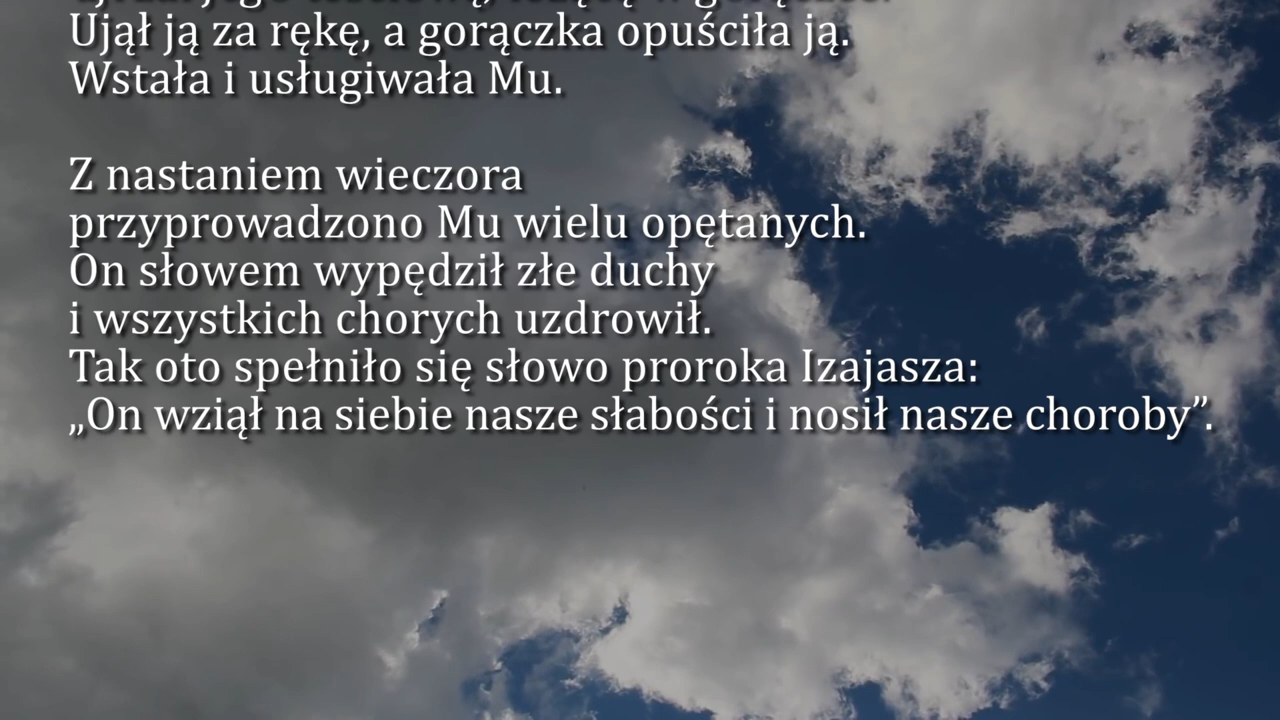 Ujął ją za rękę, a gorączka opuściła ją.
Wstała i usługiwała Mu.
Z nastaniem wieczora
przyprowadzono Mu wielu opętanych.
On słowem wypędził złe duchy
i wszystkich chorych uzdrowił.
Tak oto spełniło się słowo proroka Izajasza:
„On wziął na siebie nasze słabości i nosił nasze choroby”.